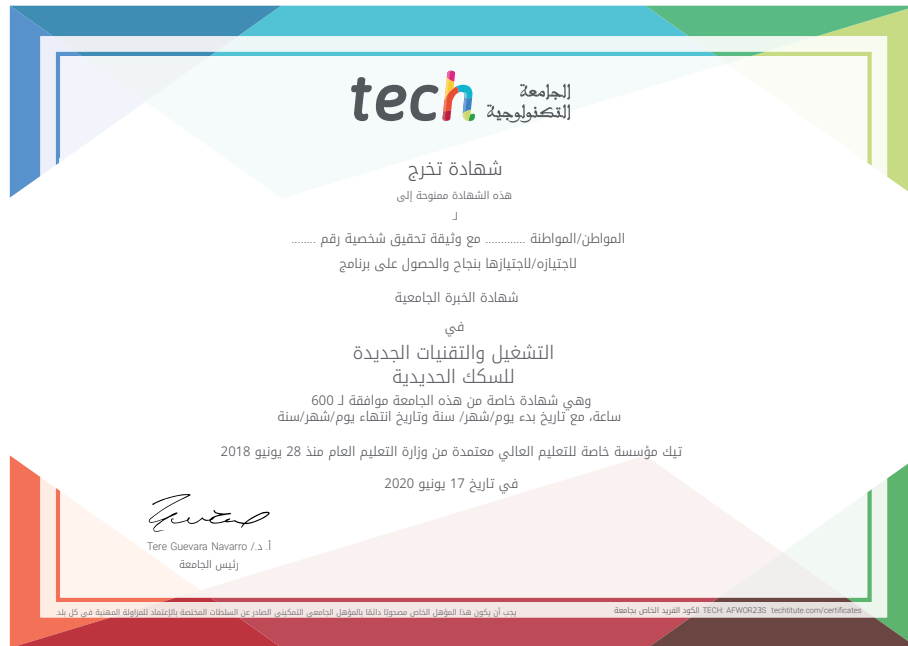 tech الجامعة
التكنولوجية
شهادة تخرج
هذه الشهادة ممنوحة إلى
لـ
المواطن/المواطنة ............ مع وثيقة تحقيق شخصية رقم ........
لاجتيازه/لاجتيازها بنجاح والحصول على برنامج
شهادة الخبرة الجامعية
في
التشغيل والتقنيات الجديدة
للسكك الحديدية
وهي شهادة خاصة من هذه الجامعة موافقة لـ 600
ساعة، مع تاريخ بدء يوم/شهر/ سنة وتاريخ انتهاء يوم/شهر/سنة
تيك مؤسسة خاصة للتعليم العالي معتمدة من وزارة التعليم العام منذ 28 يونيو 2018
في تاريخ 17 يونيو 2020
أ. د./ Tere Guevara Navarro
رئيس الجامعة
يجب أن يكون هذا المؤهل الخاص مصحوبًا دائمًا بالمؤهل الجامعي التمكيني الصادر عن السلطات المختصة بالإعتماد للمزاولة المهنية في كل بلد.
الكود الفريد الخاص بجامعة TECH: AFWOR23S techtitute.com/certificates